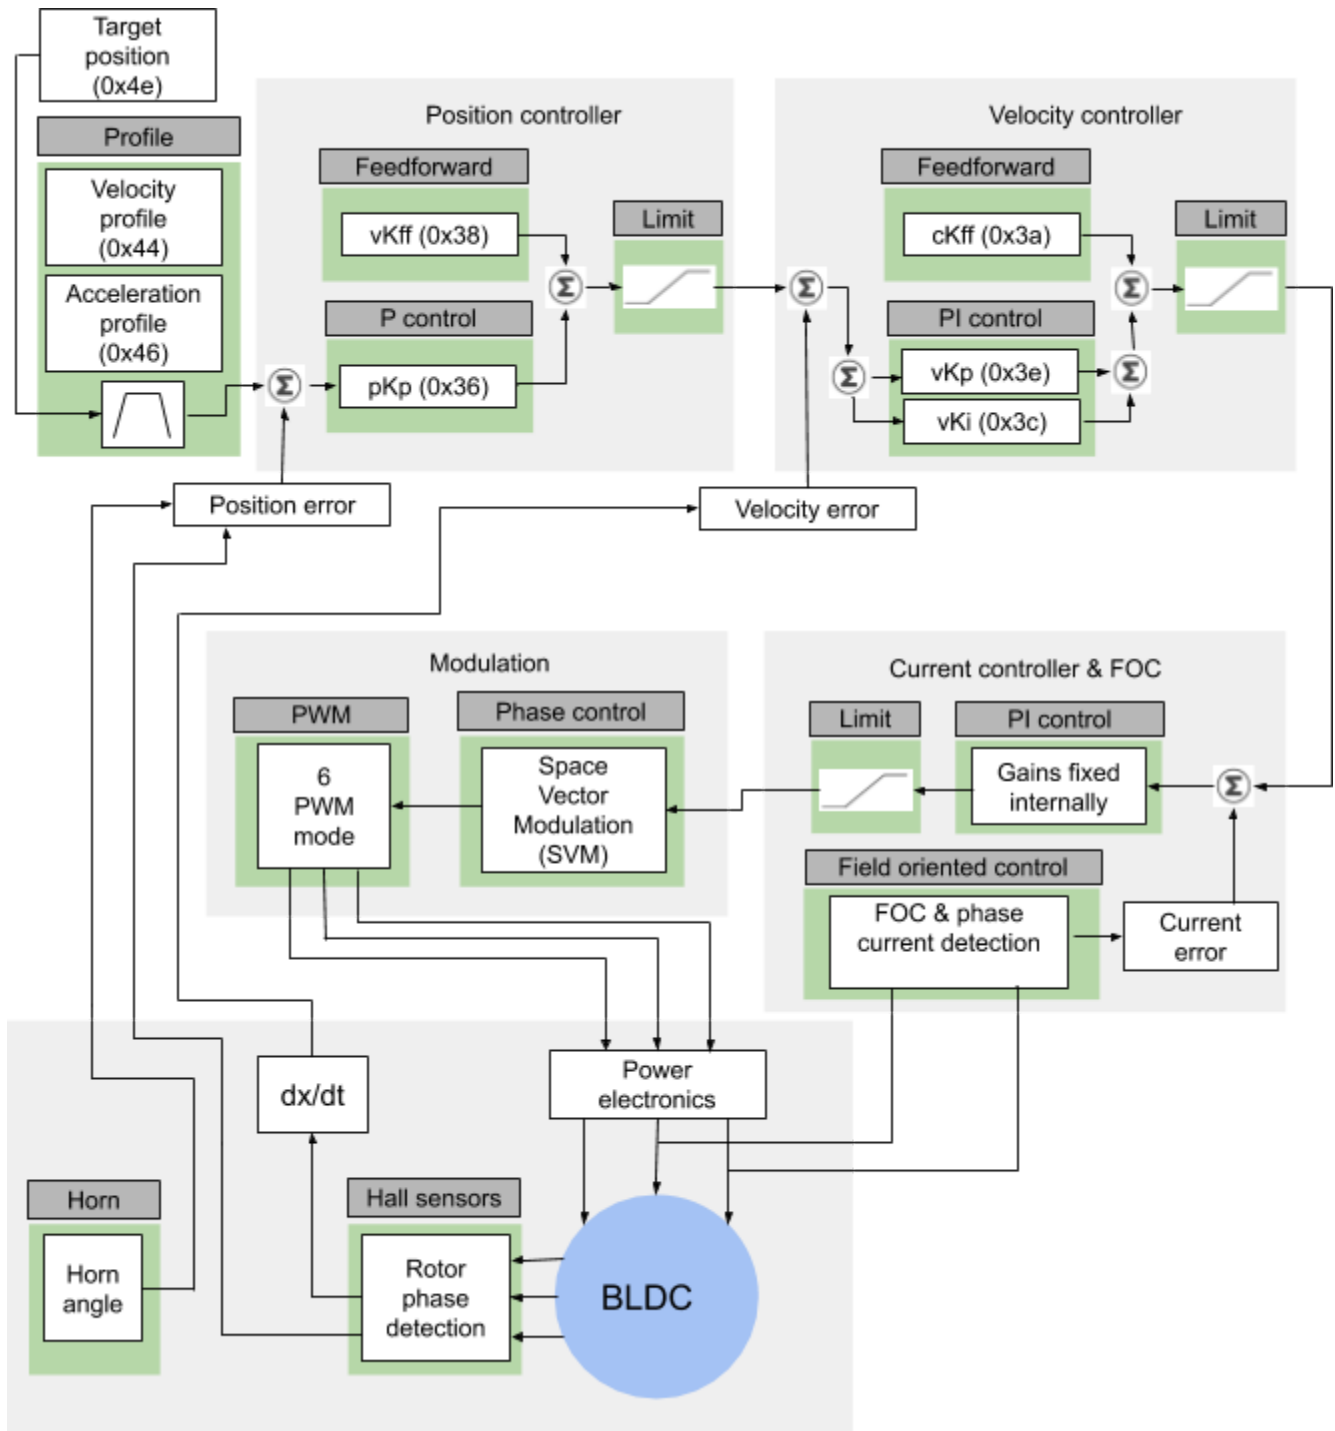 Target
position
(0x4e)
Profile
Velocity
profile
(0x44)
Acceleration
profile
(0x46)
Position controller
Feedforward
vKff (0x38)
Limit
Σ
P control
pKp (0x36)
Σ
Velocity controller
Feedforward
cKff (0x3a)
Limit
Σ
Σ
PI control
vKp (0x3e)
Σ
Σ
vKi (0x3c)
Position error
Velocity error
Modulation
PWM
6
PWM
mode
Phase control
Space
Vector
Modulation
(SVM)
Current controller & FOC
Limit
PI control
Gains fixed
internally
Σ
Field oriented control
FOC & phase
current detection
Current
error
dx/dt
Power
electronics
Horn
Horn
angle
Hall sensors
Rotor
phase
detection
BLDC